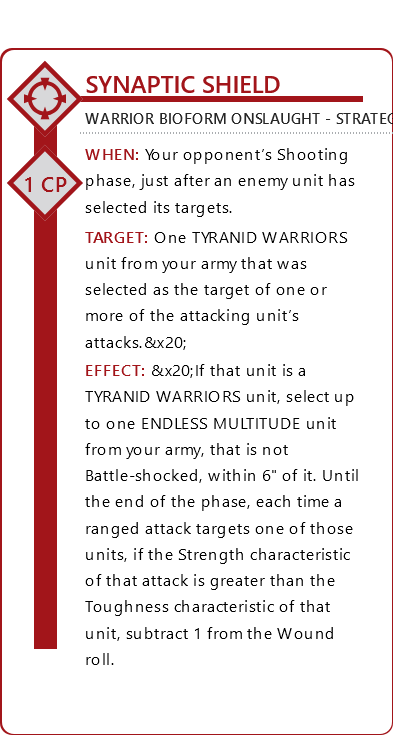 SYNAPTIC SHIELD
WARRIOR BIOFORM ONSLAUGHT - STRATEG
1 CP
WHEN: Your opponent's Shooting
phase, just after an enemy unit has
selected its targets.
TARGET: One TYRANID WARRIORS
unit from your army that was
selected as the target of one or
more of the attacking unit's
attacks.&x20;
EFFECT: &x20;If that unit is a
TYRANID WARRIORS unit, select up
to one ENDLESS MULTITUDE unit
from your army, that is not
Battle-shocked, within 6" of it. Until
the end of the phase, each time a
ranged attack targets one of those
units, if the Strength characteristic
of that attack is greater than the
Toughness characteristic of that
unit, subtract 1 from the Wound
roll.